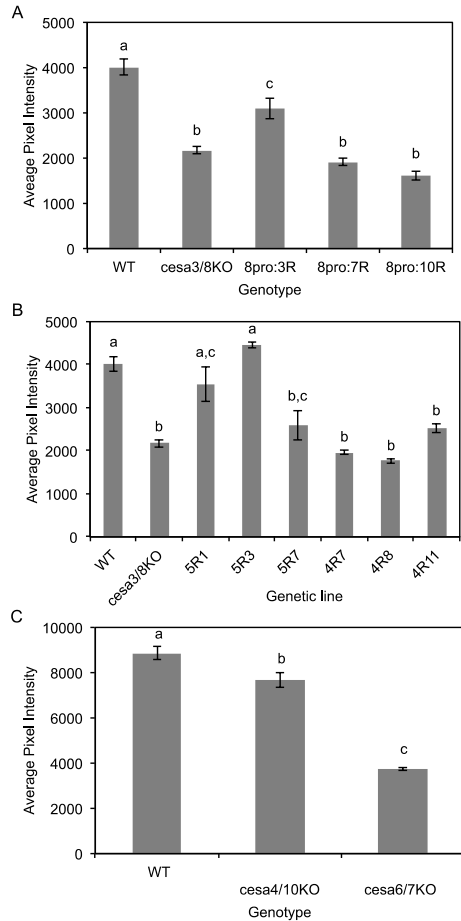 A
Aveage Pixel Intensity
5000
4000
3000
2000
1000
0
a
b
c
b
b
WT
cesa3/8KO
8pro:3R
8pro:7R
8pro:10R
Genotype
B
Average Pixel Intensity
5000
4000
3000
2000
1000
0
a
b
a,c
a
b,c
b
b
b
WT
cesa3/8KO
5R1
5R3
5R7
4R7
4R8
4R11
Genetic line
C
Average Pixel Intensity
10000
8000
6000
4000
2000
0
a
b
c
WT
cesa4/10KO
cesa6/7KO
Genotype